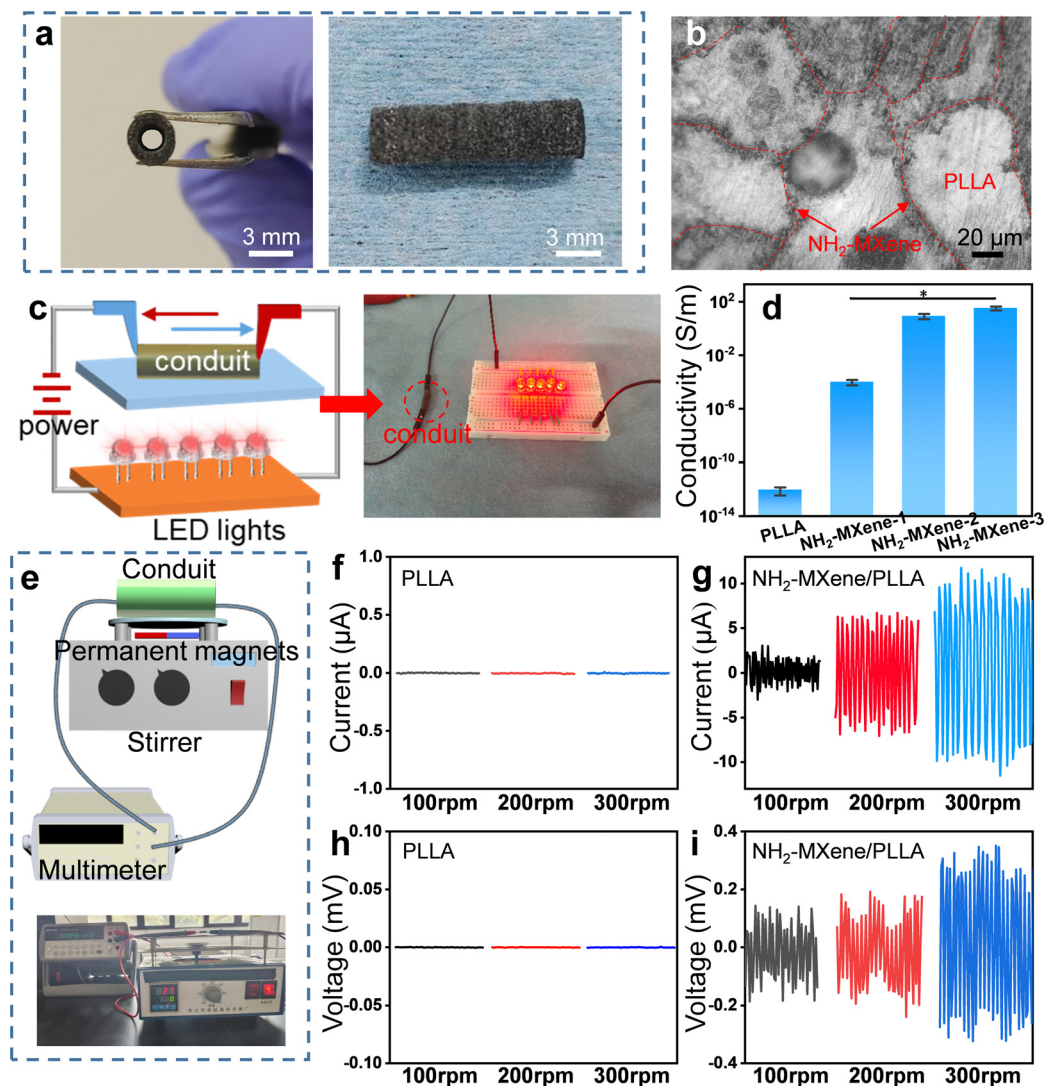 a
3 mm
3 mm
b
PLLA
NH₂-MXene
20 µm
c
conduit
power
LED lights
conduit
d
Conductivity (S/m)
10²
10⁻²
10⁻⁶
10⁻¹⁰
10⁻¹⁴
*
PLLA
NH₂-MXene-1
NH₂-MXene-2
NH₂-MXene-3
e
Conduit
Permanent magnets
Stirrer
Multimeter
f
PLLA
Current (µA)
1.0
0.5
0.0
-0.5
-1.0
100rpm
200rpm
300rpm
g
NH₂-MXene/PLLA
Current (µA)
10
5
0
-5
-10
100rpm
200rpm
300rpm
h
PLLA
Voltage (mV)
0.10
0.05
0.00
-0.05
-0.10
100rpm
200rpm
300rpm
i
NH₂-MXene/PLLA
Voltage (mV)
0.4
0.2
0.0
-0.2
-0.4
100rpm
200rpm
300rpm